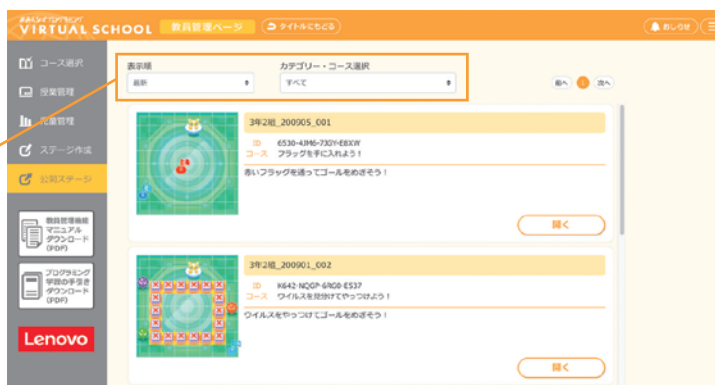 VIRTUAL SCHOOL
教員管理ページ
タイトルにもどる
おしらせ
コース選択
授業管理
児童管理
ステージ作成
公開ステージ
教員管理機能
マニュアル
ダウンロード
(PDF)
プログラミング
学習の手引き
ダウンロード
(PDF)
Lenovo
表示順
最新
カテゴリー・コース選択
すべて
前へ
1
次へ
3年2組_200905_001
コース フラッグを手に入れよう！
赤いフラッグを通ってゴールをめざそう！
開く
3年2組_200901_002
ID K642-NQGP-6RG8-ES37
コース ウイルスを見分けてやっつけよう！
ウイルスをやっつけてゴールをめざそう！
開く